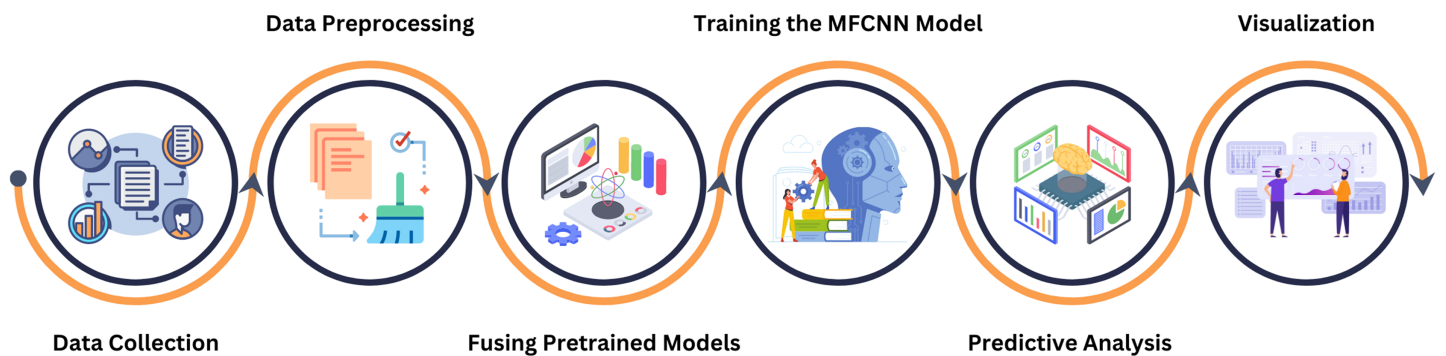 Data Preprocessing
Training the MFCNN Model
Visualization
Data Collection
Fusing Pretrained Models
Predictive Analysis